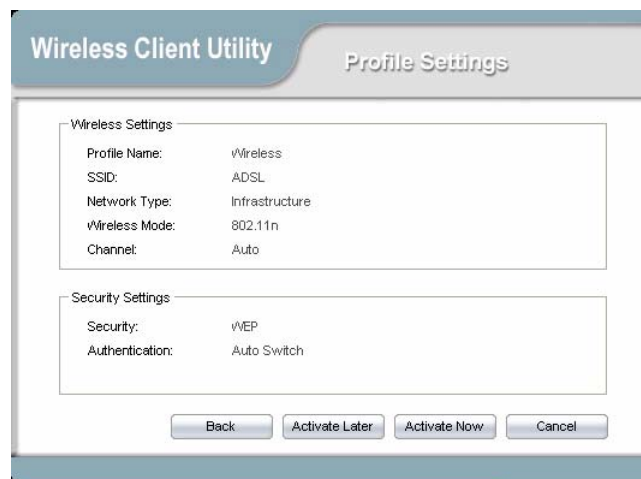 Wireless Client Utility
Profile Settings
Wireless Settings
Profile Name: Wireless
SSID: ADSL
Network Type: Infrastructure
Wireless Mode: 802.11n
Channel: Auto
Security Settings
Security: WEP
Authentication: Auto Switch
Back Activate Later Activate Now Cancel